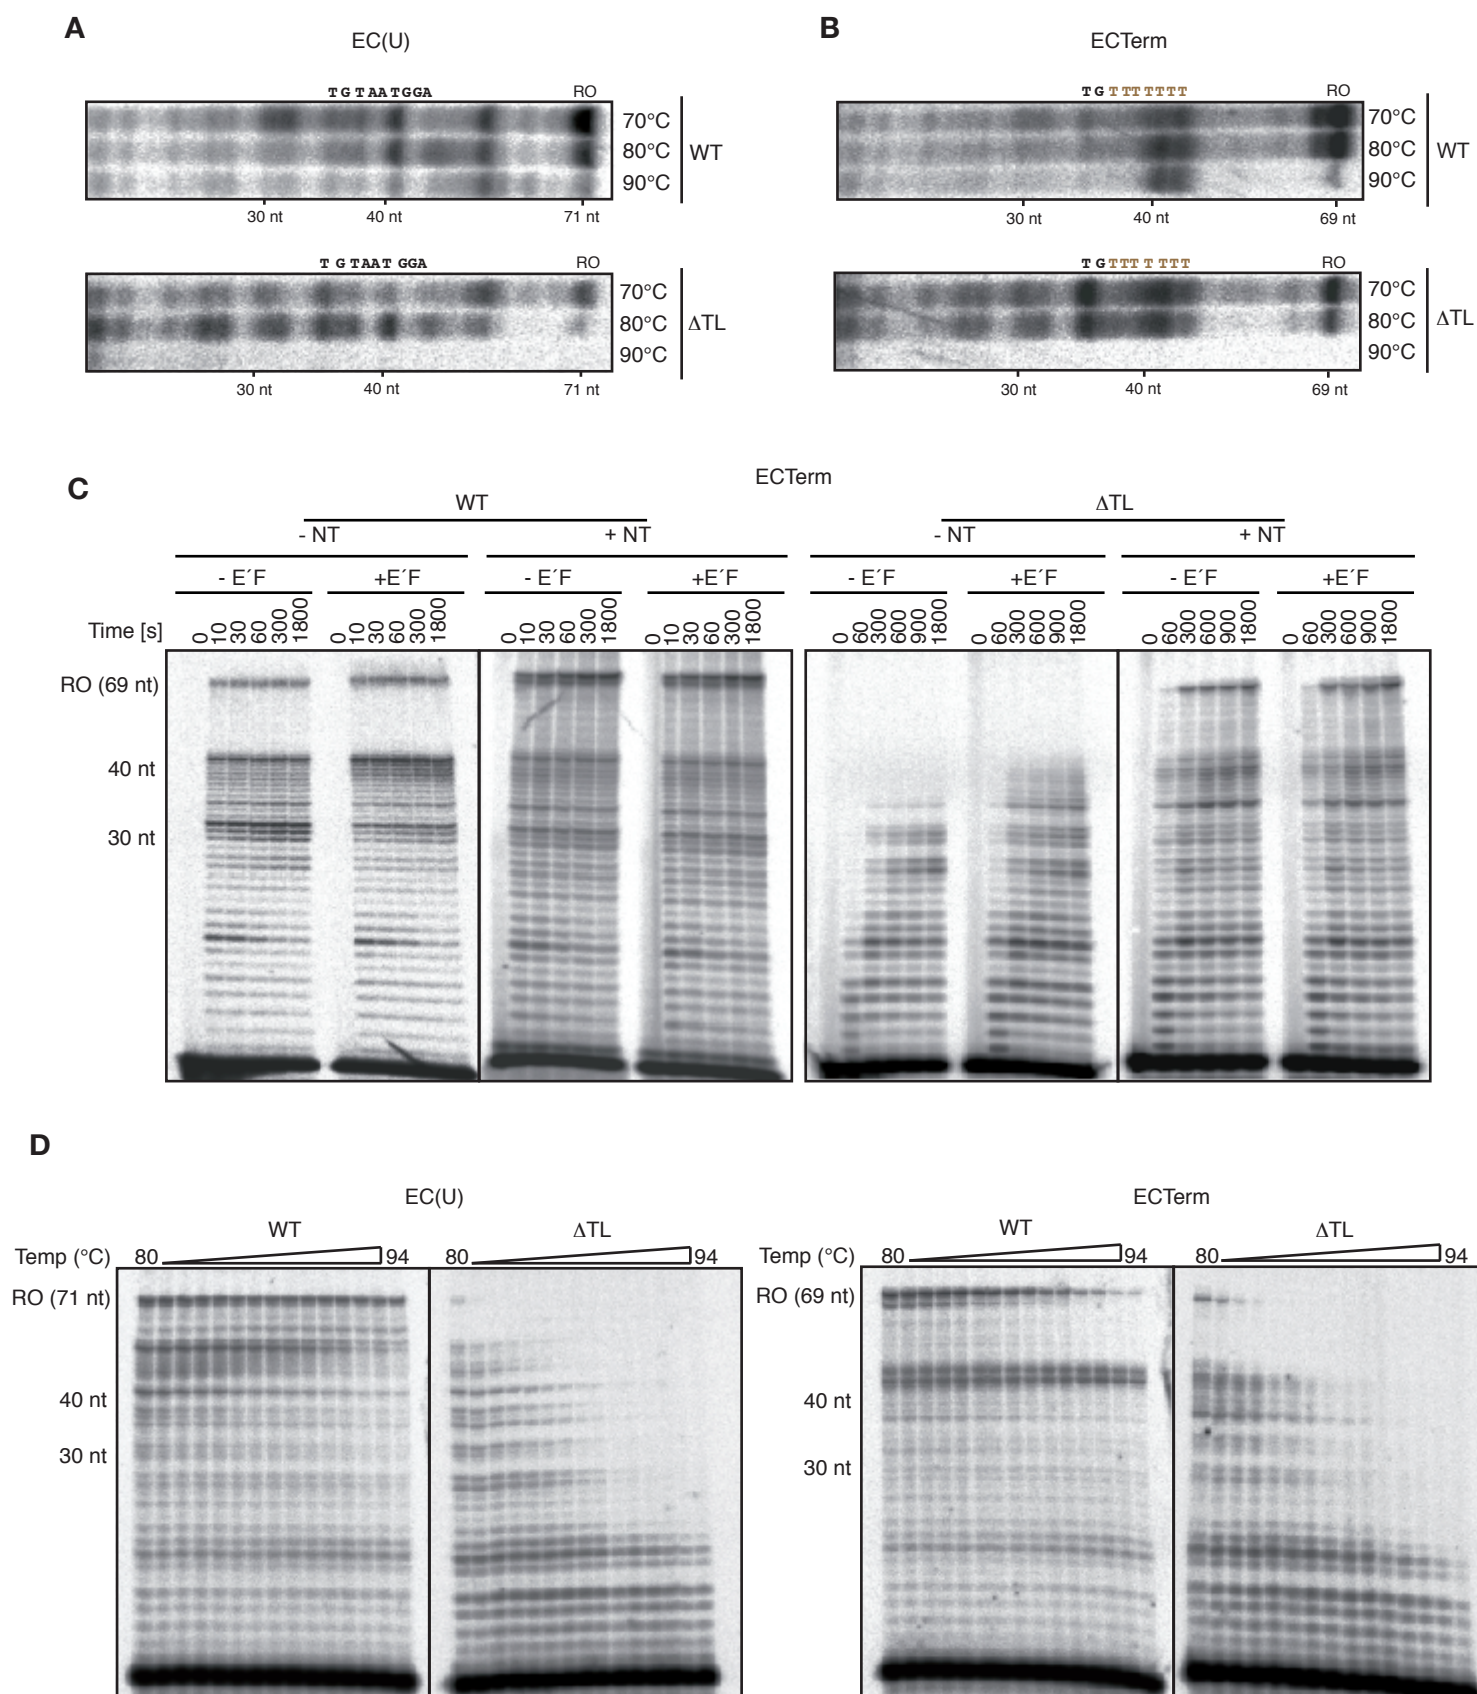 A
EC(U)
TGTAATGGA RO
70°C
80°C
90°C
WT
30 nt 40 nt 71 nt
TGTAATGGA RO
70°C
80°C
90°C
ΔTL
30 nt 40 nt 71 nt
B
ECTerm
TGTTTTTTT RO
70°C
80°C
90°C
WT
30 nt 40 nt 69 nt
TGTTTTTTT RO
70°C
80°C
90°C
ΔTL
30 nt 40 nt 69 nt
C
ECTerm
WT ΔTL
- NT + NT - NT + NT
- E´F +E´F - E´F +E´F - E´F +E´F - E´F +E´F
Time [s] 0 10 30 60 300 1800 0 10 30 60 300 1800 0 10 30 60 300 1800 0 10 30 60 300 1800 0 60 300 600 900 1800 0 60 300 600 900 1800 0 60 300 600 900 1800 0 60 300 600 900 1800
RO (69 nt)
40 nt
30 nt
D
EC(U)
WT ΔTL
Temp (°C) 80 94 80 94
RO (71 nt)
40 nt
30 nt
ECTerm
WT ΔTL
Temp (°C) 80 94 80 94
RO (69 nt)
40 nt
30 nt